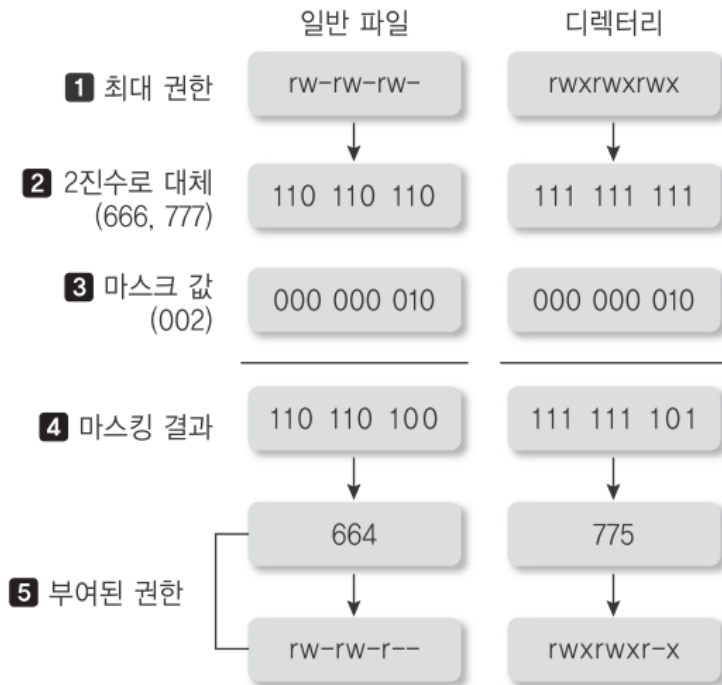 일반 파일 디렉터리
1 최대 권한 rw-rw-rw- rwxrwxrwx
2 2진수로 대체 110 110 110 111 111 111
(666, 777)
3 마스크 값 000 000 010 000 000 010
(002)
4 마스킹 결과 110 110 100 111 111 101
664 775
5 부여된 권한
rw-rw-r-- rwxrwxr-x